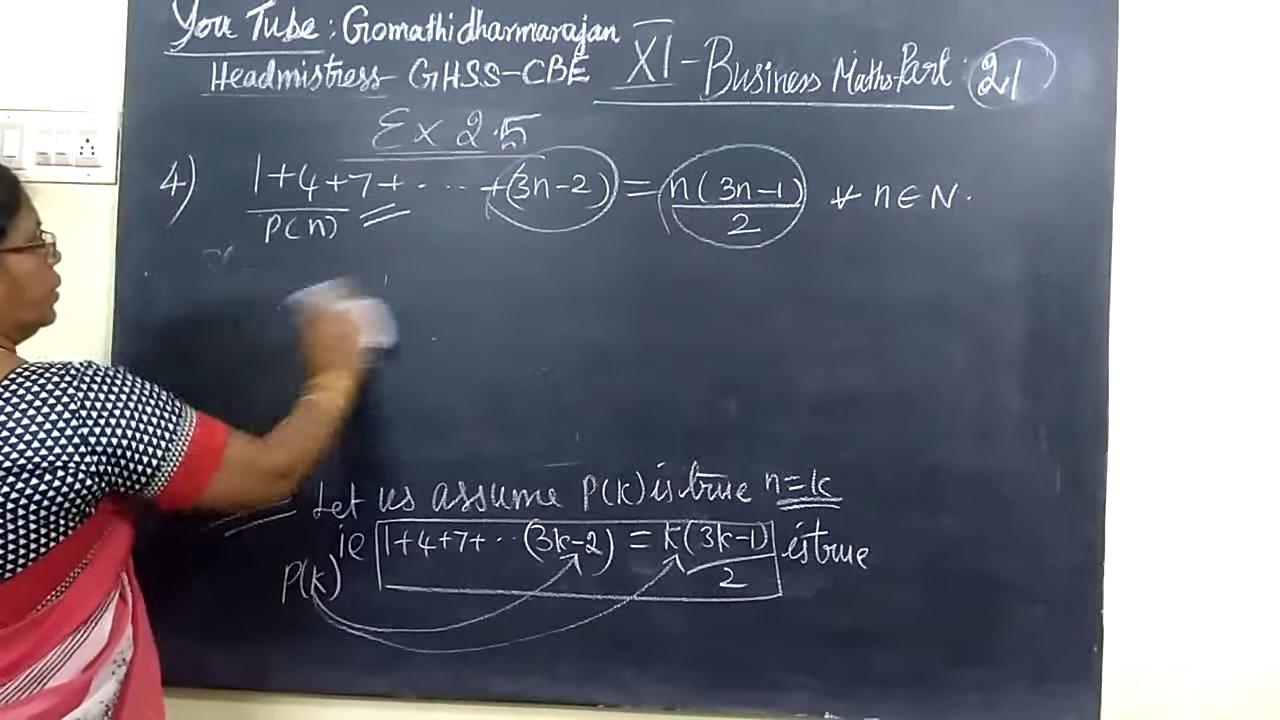 You Tube : Gomathidharmarajan
Headmistress - GHSS-CBE XI - Business Maths Part : 21
Ex 2.5
4) 1+4+7+.....+(3n-2) = n(3n-1)/2 ∀ n∈N.
P(n)
Let us assume P(k) is true n=k
ie 1+4+7+..(3k-2) = k(3k-1)/2 is true
P(k)